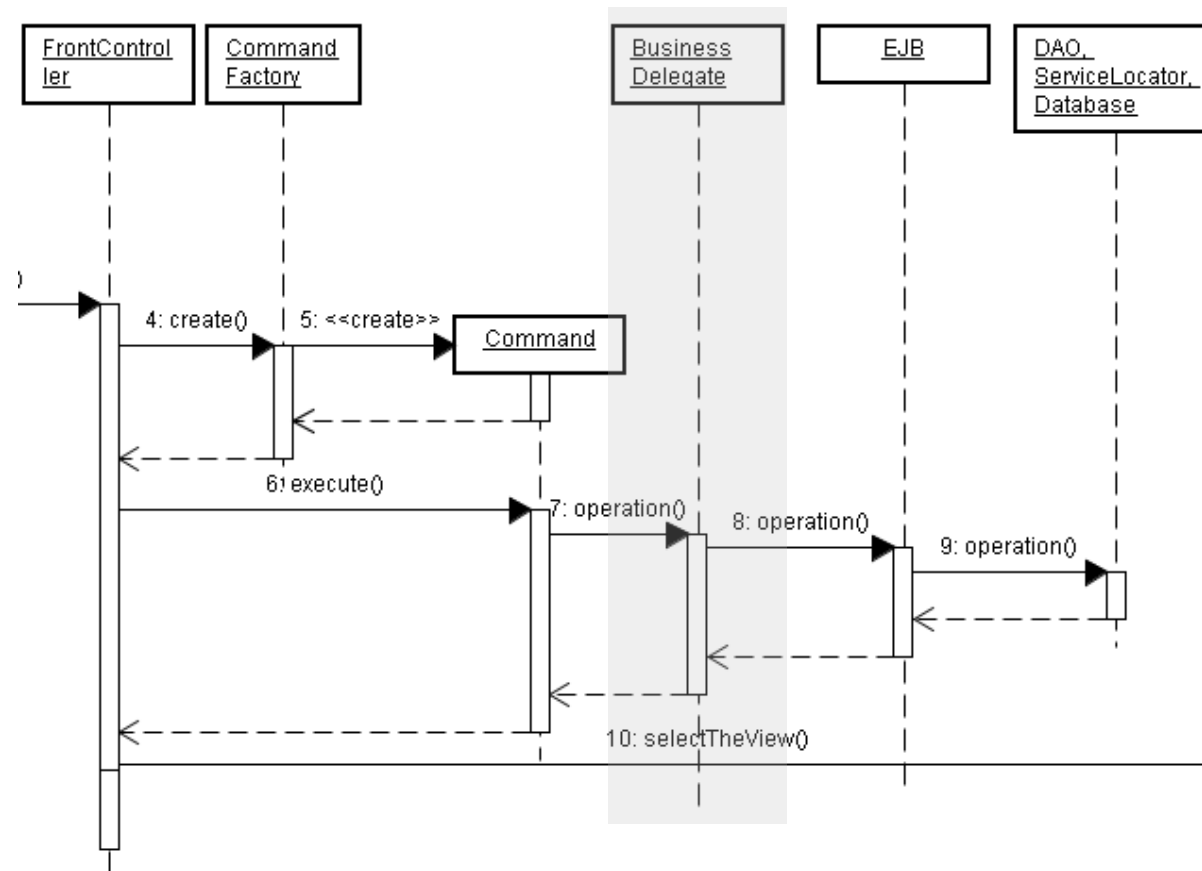 FrontControl
ler
Command
Factory
Business
Delegate
EJB
DAO,
ServiceLocator,
Database
)
4: create()
5: <<create>>
Command
6: execute()
7: operation()
8: operation()
9: operation()
10: selectTheView()